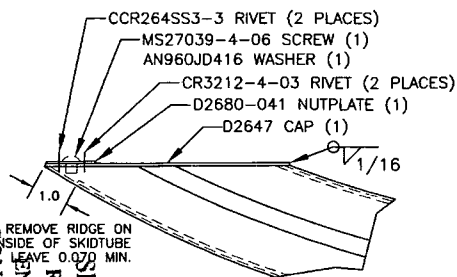 CCR264SS3-3 RIVET (2 PLACES)
MS27039-4-06 SCREW (1)
AN960JD416 WASHER (1)
CR3212-4-03 RIVET (2 PLACES)
D2680-041 NUTPLATE (1)
D2647 CAP (1)
1/16
1.0
REMOVE RIDGE ON
NSIDE OF SKIDTUBE
LEAVE 0.070 MIN.